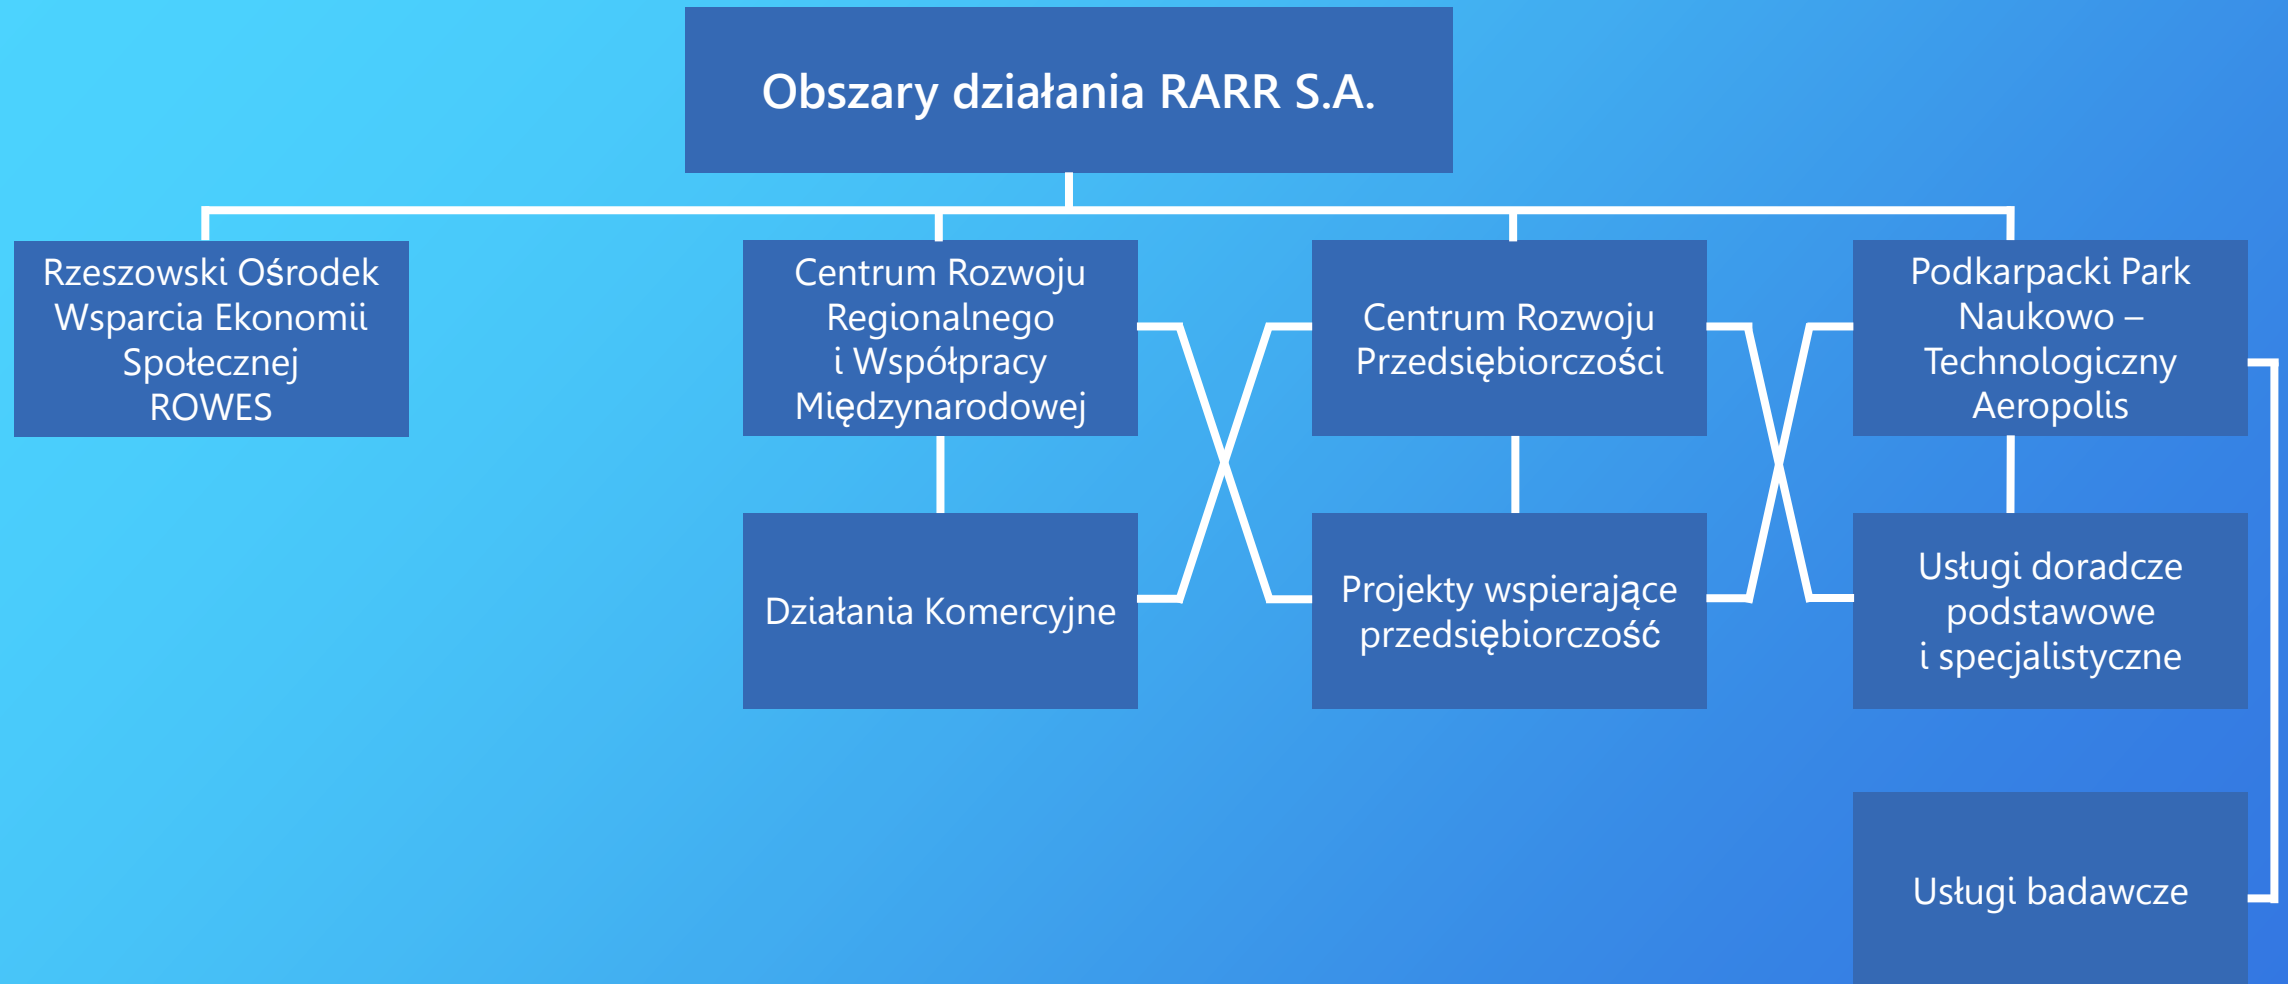 Obszary działania RARR S.A.
Rzeszowski Ośrodek
Wsparcia Ekonomii
Społecznej
ROWES
Centrum Rozwoju
Regionalnego
i Współpracy
Międzynarodowej
Centrum Rozwoju
Przedsiębiorczości
Podkarpacki Park
Naukowo –
Technologiczny
Aeropolis
Działania Komercyjne
Projekty wspierające
przedsiębiorczość
Usługi doradcze
podstawowe
i specjalistyczne
Usługi badawcze